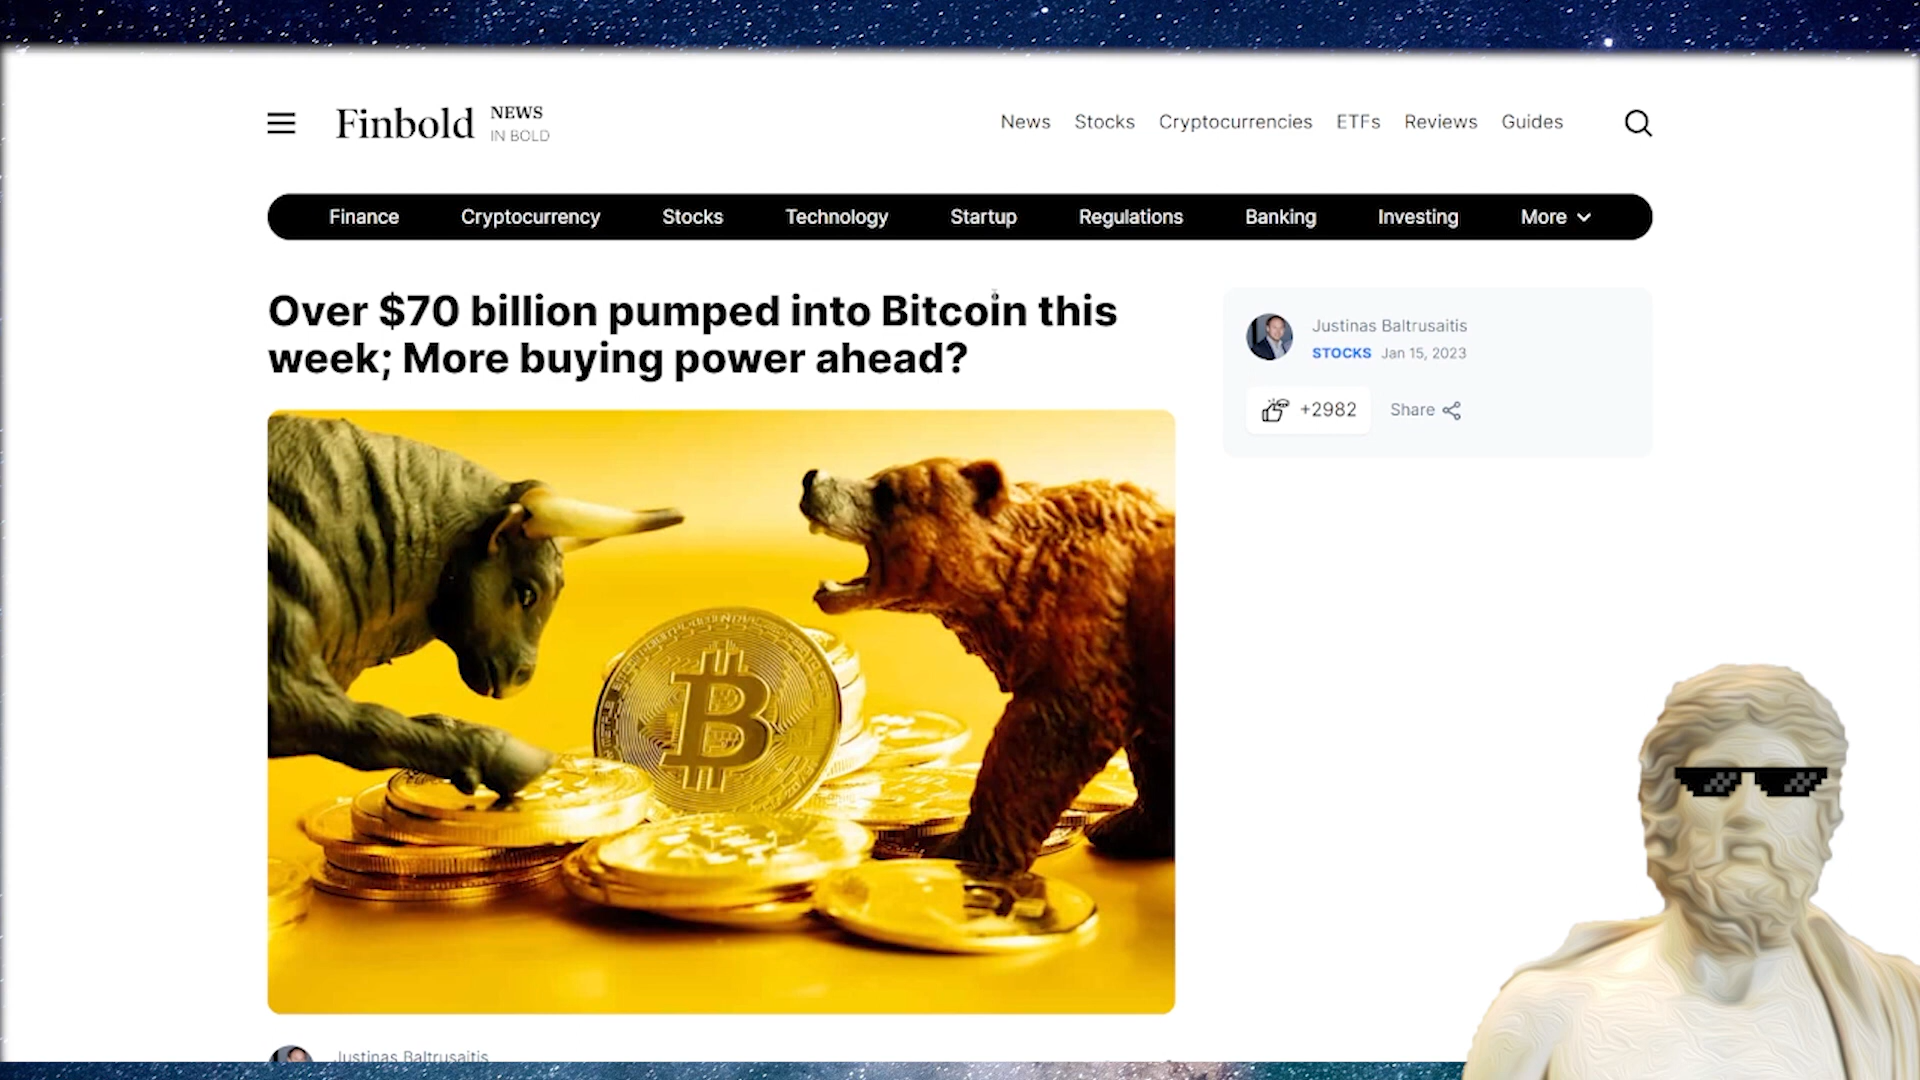 Finbold NEWS
IN BOLD
News Stocks Cryptocurrencies ETFs Reviews Guides
Finance Cryptocurrency Stocks Technology Startup Regulations Banking Investing More
Over $70 billion pumped into Bitcoin this
week; More buying power ahead?
Justinas Baltrusaitis
STOCKS Jan 15, 2023
+2982 Share
B
Justinas Baltrusaitis